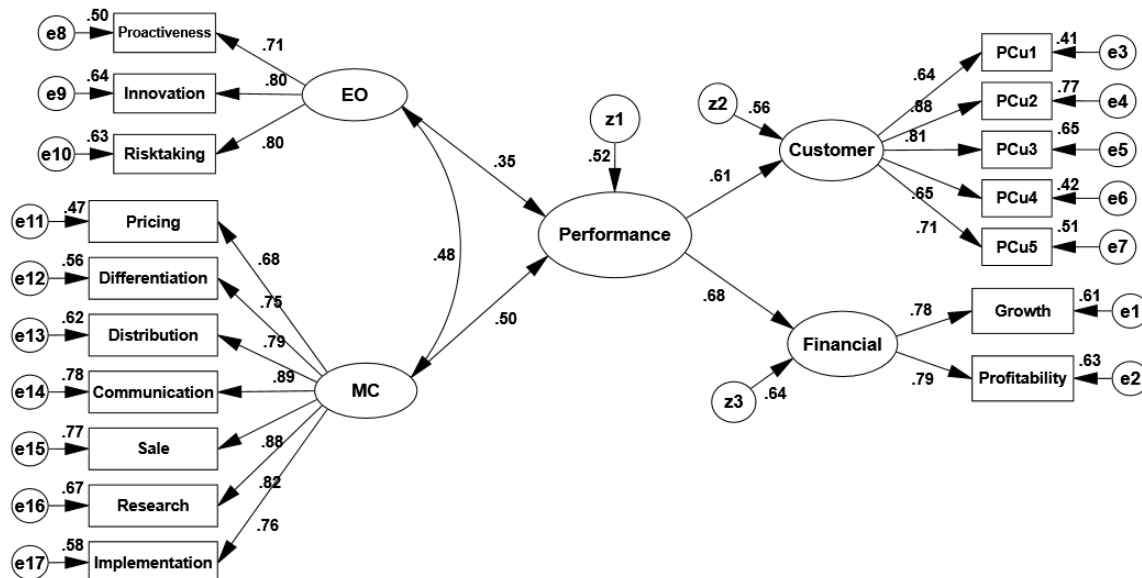 e8
.50
Proactiveness
.71
e9
.64
Innovation
.80
EO
e10
.63
Risktaking
.80
e11
.47
Pricing
.68
e12
.56
Differentiation
.75
e13
.62
Distribution
.79
e14
.78
Communication
.89
MC
e15
.77
Sale
.88
e16
.67
Research
.82
e17
.58
Implementation
.76
.48
.35
.50
z1
.52
Performance
.61
.68
z2
.56
Customer
.64
PCu1
.41
e3
.88
PCu2
.77
e4
.81
PCu3
.65
e5
.65
PCu4
.42
e6
.71
PCu5
.51
e7
Financial
z3
.64
.78
Growth
.61
e1
.79
Profitability
.63
e2